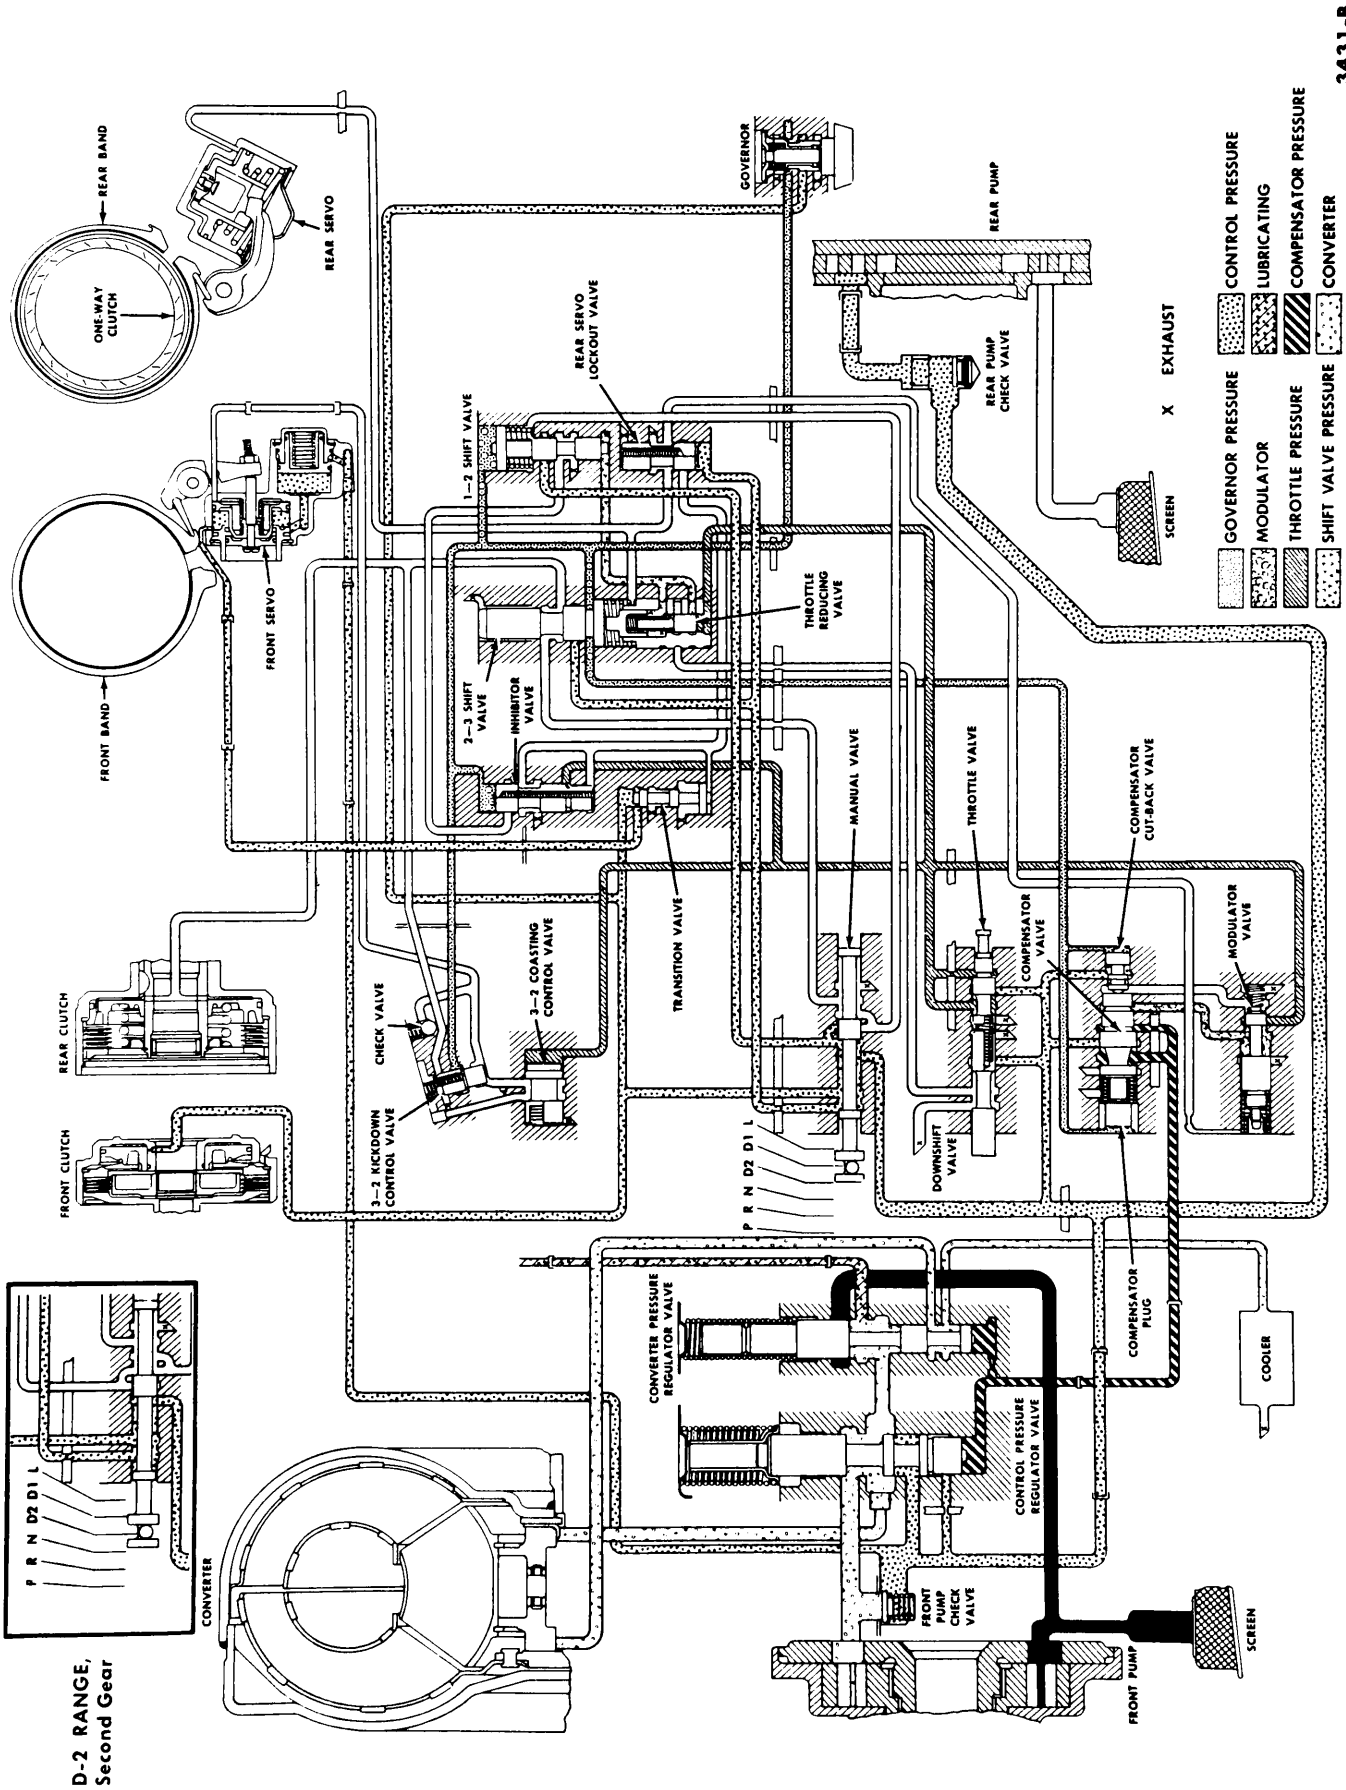 D-2 RANGE,
Second Gear
P R N D2 D1 L
CONVERTER
FRONT CLUTCH
REAR CLUTCH
FRONT BAND
FRONT SERVO
ONE-WAY
CLUTCH
REAR BAND
REAR SERVO
3—2 KICKDOWN
CONTROL VALVE
CHECK VALVE
3—2 COASTING
CONTROL VALVE
TRANSITION VALVE
2—3 SHIFT
VALVE
INHIBITOR
VALVE
1—2 SHIFT VALVE
REAR SERVO
LOCKOUT VALVE
THROTTLE
REDUCING
VALVE
GOVERNOR
CONVERTER PRESSURE
REGULATOR VALVE
P R N D2 D1 L
MANUAL VALVE
DOWNSHIFT
VALVE
THROTTLE VALVE
COMPENSATOR
VALVE
COMPENSATOR
CUT-BACK VALVE
COMPENSATOR
PLUG
MODULATOR
VALVE
CONTROL PRESSURE
REGULATOR VALVE
FRONT
PUMP
CHECK
VALVE
FRONT PUMP
SCREEN
COOLER
REAR PUMP
REAR PUMP
CHECK VALVE
SCREEN
X EXHAUST
GOVERNOR PRESSURE
CONTROL PRESSURE
MODULATOR
LUBRICATING
THROTTLE PRESSURE
COMPENSATOR PRESSURE
SHIFT VALVE PRESSURE
CONVERTER
3431-B